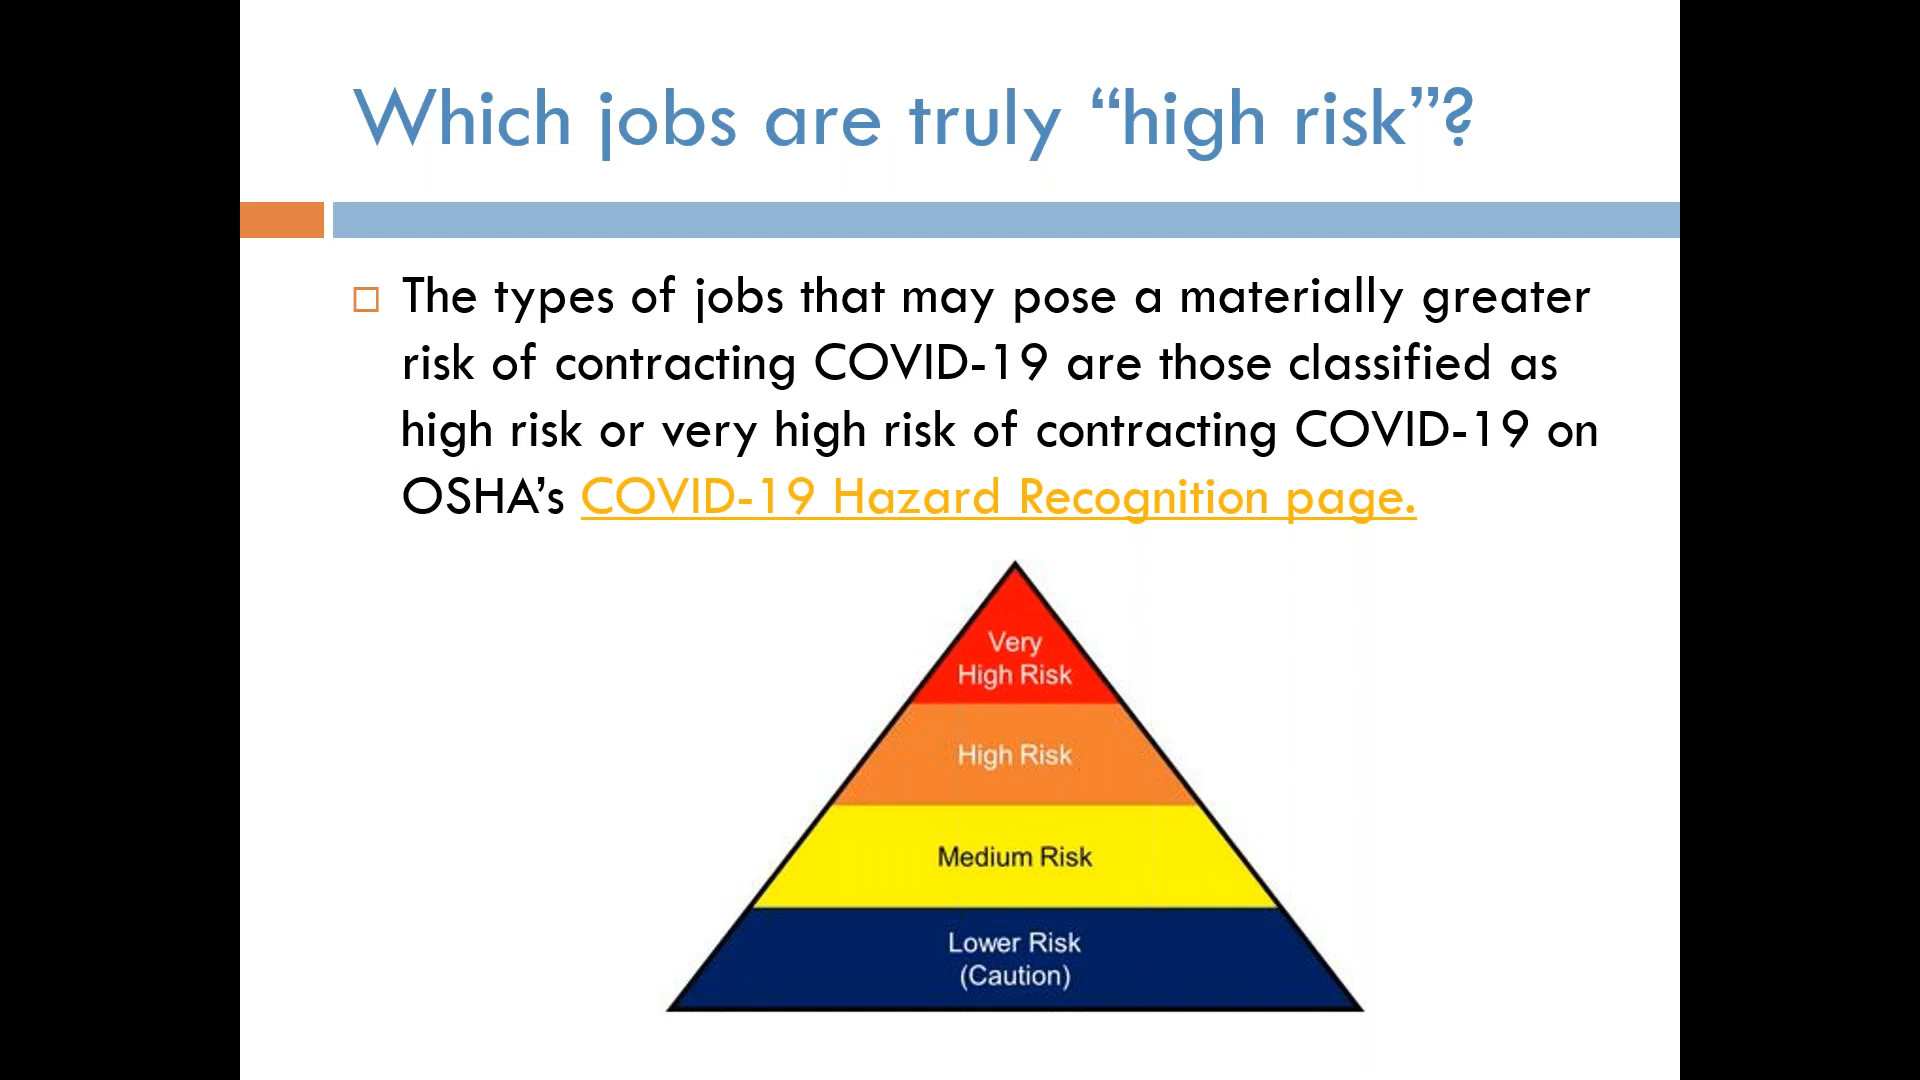 Which jobs are truly “high risk”?
The types of jobs that may pose a materially greater
risk of contracting COVID-19 are those classified as
high risk or very high risk of contracting COVID-19 on
OSHA’s COVID-19 Hazard Recognition page.
Very
High Risk
High Risk
Medium Risk
Lower Risk
(Caution)